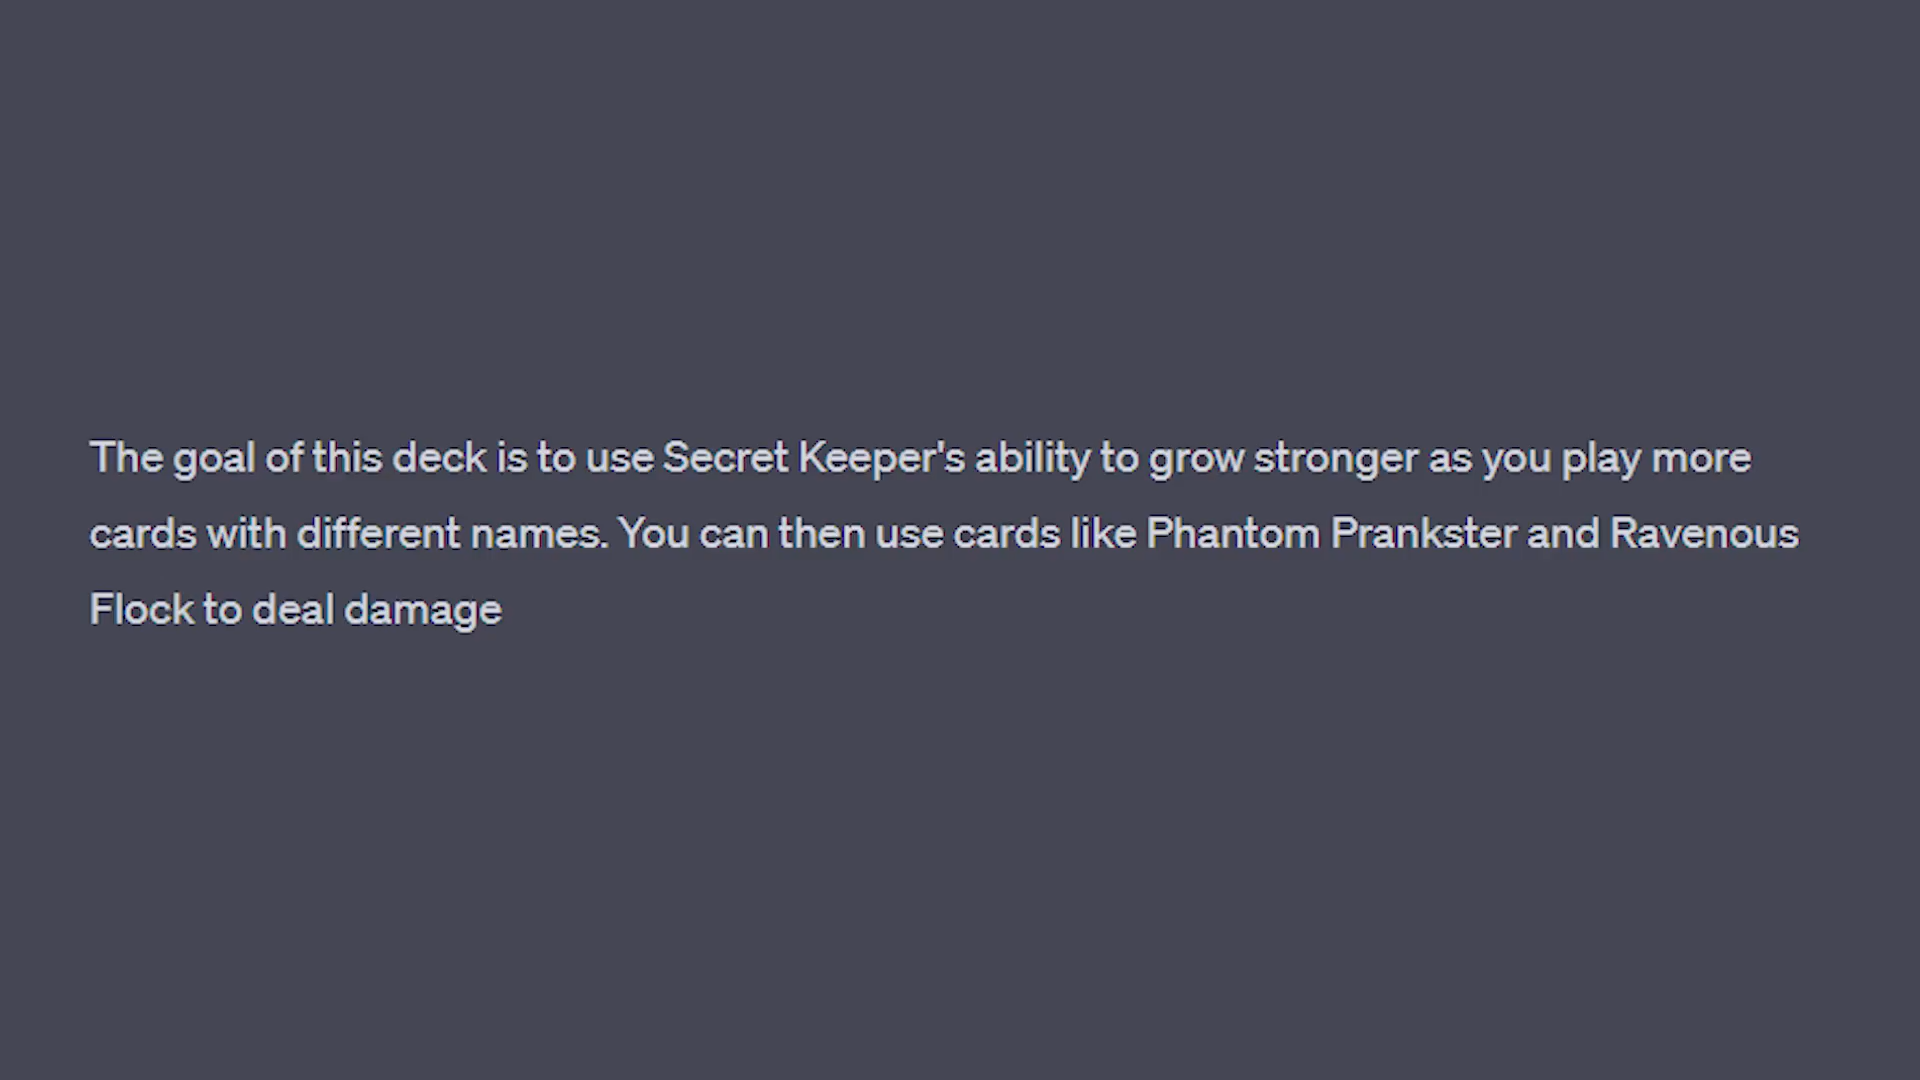 The goal of this deck is to use Secret Keeper's ability to grow stronger as you play more
cards with different names. You can then use cards like Phantom Prankster and Ravenous
Flock to deal damage